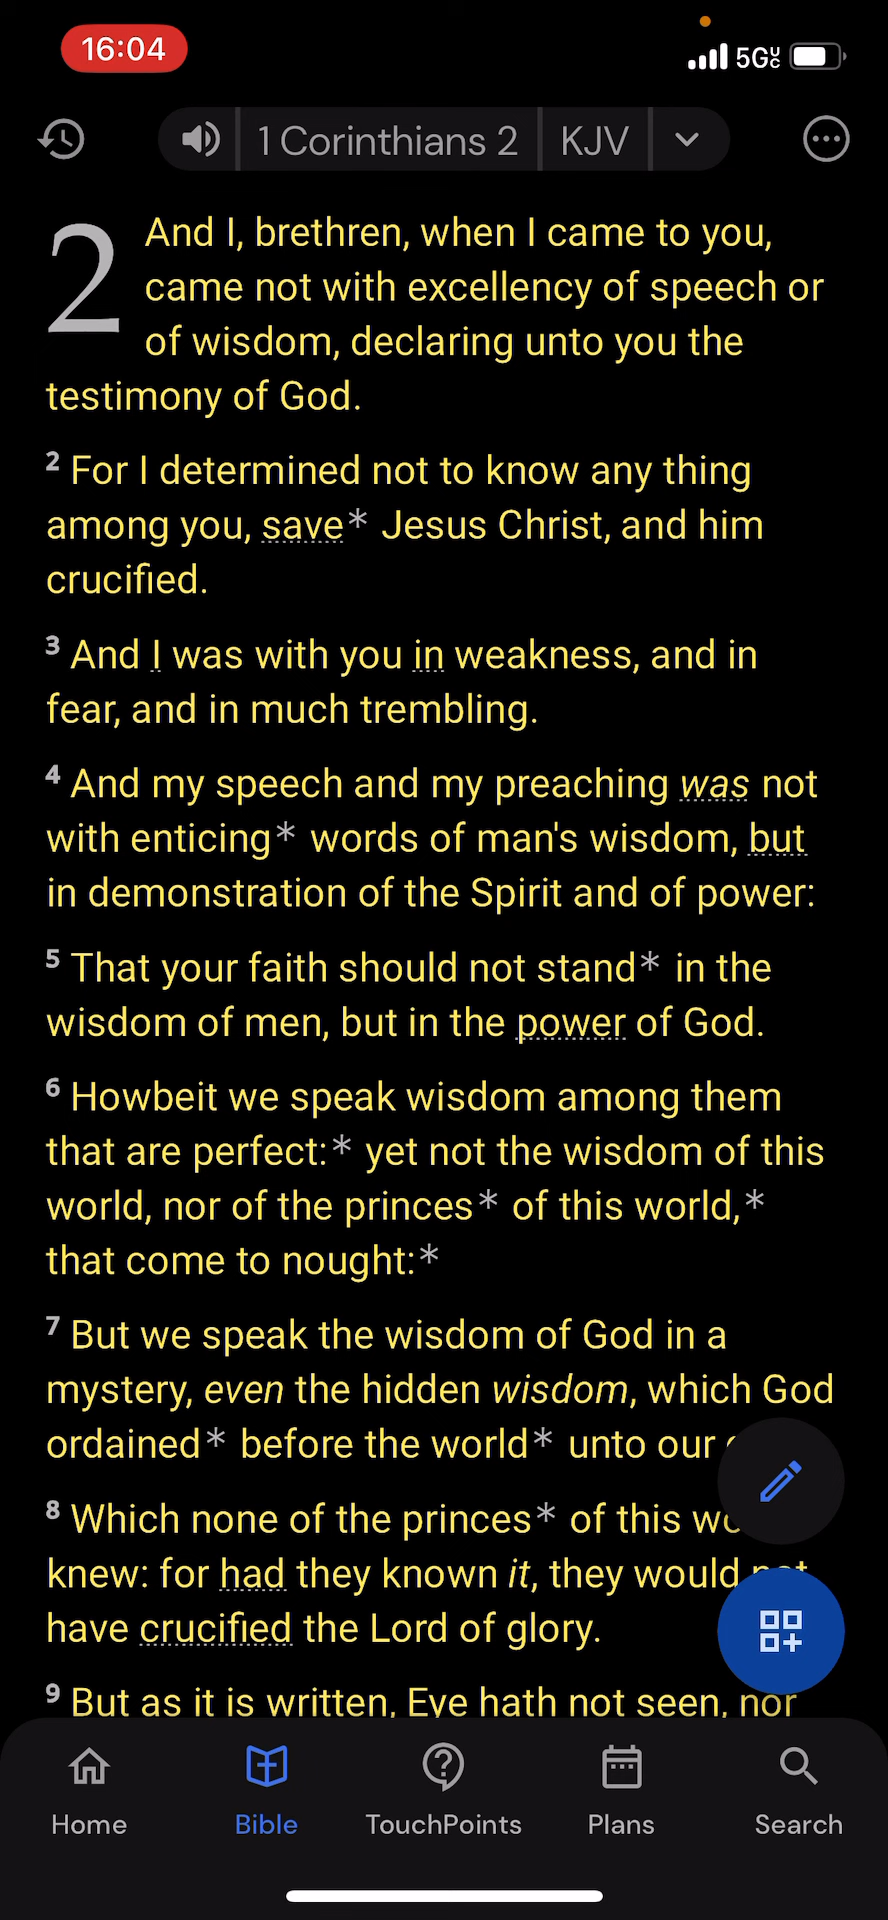 16:04
5G
1 Corinthians 2 KJV
2 And I, brethren, when I came to you,
came not with excellency of speech or
of wisdom, declaring unto you the
testimony of God.
2 For I determined not to know any thing
among you, save* Jesus Christ, and him
crucified.
3 And I was with you in weakness, and in
fear, and in much trembling.
4 And my speech and my preaching was not
with enticing* words of man's wisdom, but
in demonstration of the Spirit and of power:
5 That your faith should not stand* in the
wisdom of men, but in the power of God.
6 Howbeit we speak wisdom among them
that are perfect:* yet not the wisdom of this
world, nor of the princes* of this world,*
that come to nought:*
7 But we speak the wisdom of God in a
mystery, even the hidden wisdom, which God
ordained* before the world* unto our
8 Which none of the princes* of this
knew: for had they known it, they would
have crucified the Lord of glory.
9 But as it is written, Eye hath not seen, nor
Home Bible TouchPoints Plans Search